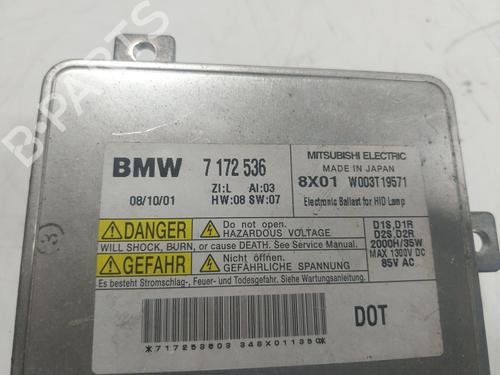 B-PARTS
BMW 7 172 536
08/10/01
ZI:L AI:03
HW:08 SW:07
MITSUBISHI ELECTRIC
MADE IN JAPAN
8X01 W003T19571
Electronic Ballast for HID Lamp
DANGER
Do not open.
HAZARDOUS VOLTAGE
WILL SHOCK, BURN, or cause DEATH. See Service Manual.
D1S,D1R
D2S,D2R
2000H/35W
MAX 1300V DC
85V AC
GEFAHR
Nicht öffnen.
GEFÄHRLICHE SPANNUNG
Es besteht Stromschlag-, Feuer- und Todesgefahr. Siehe Wartungsanleitung.
DOT